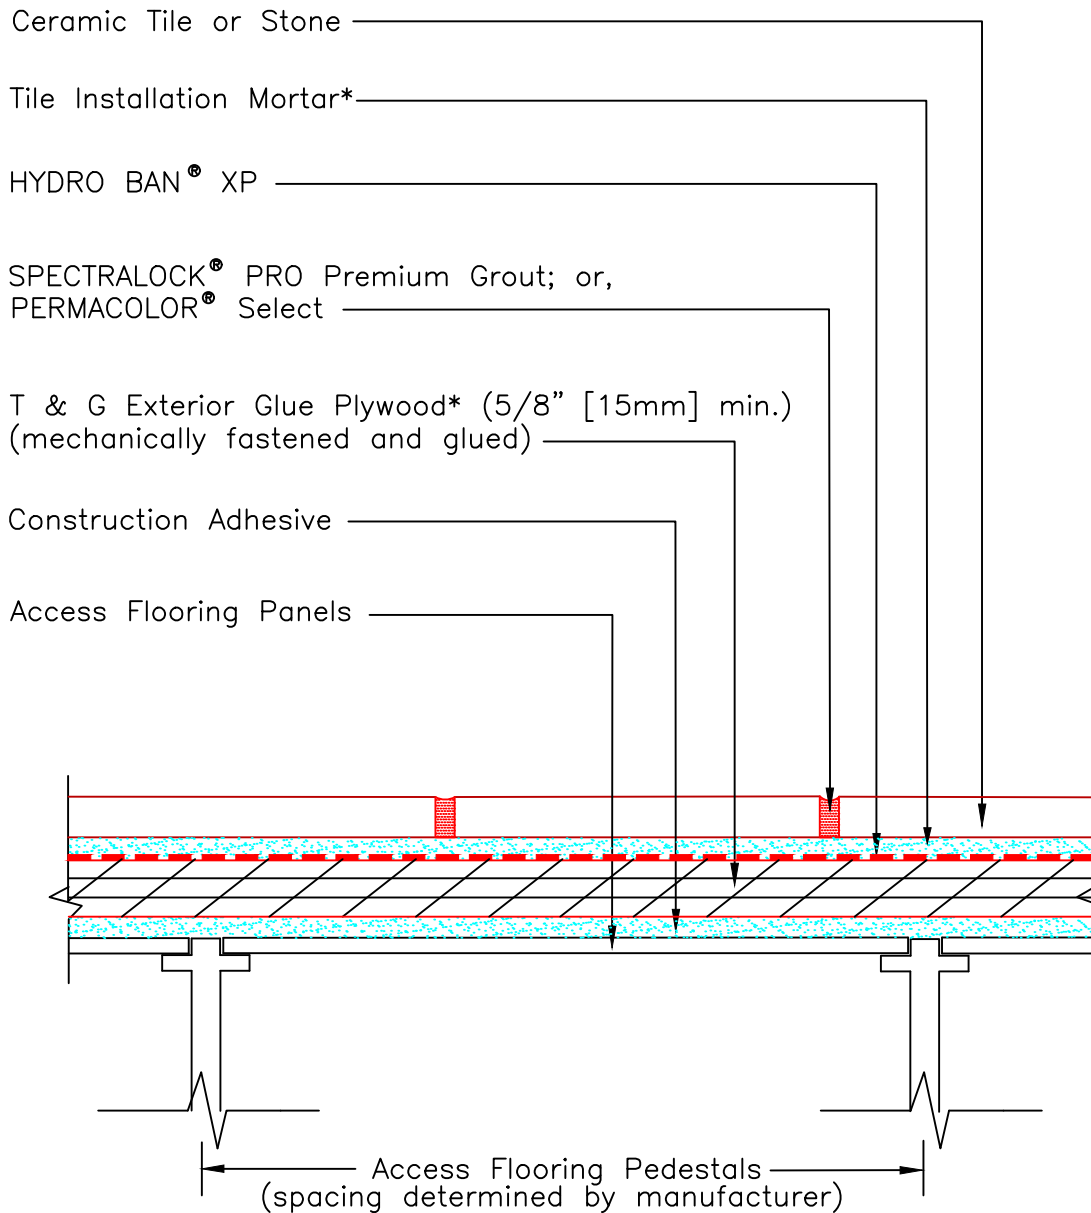 Ceramic Tile or Stone
Tile Installation Mortar*
HYDRO BAN® XP
SPECTRALOCK® PRO Premium Grout; or,
PERMACOLOR® Select
T & G Exterior Glue Plywood* (5/8" [15mm] min.)
(mechanically fastened and glued)
Construction Adhesive
Access Flooring Panels
Access Flooring Pedestals
(spacing determined by manufacturer)